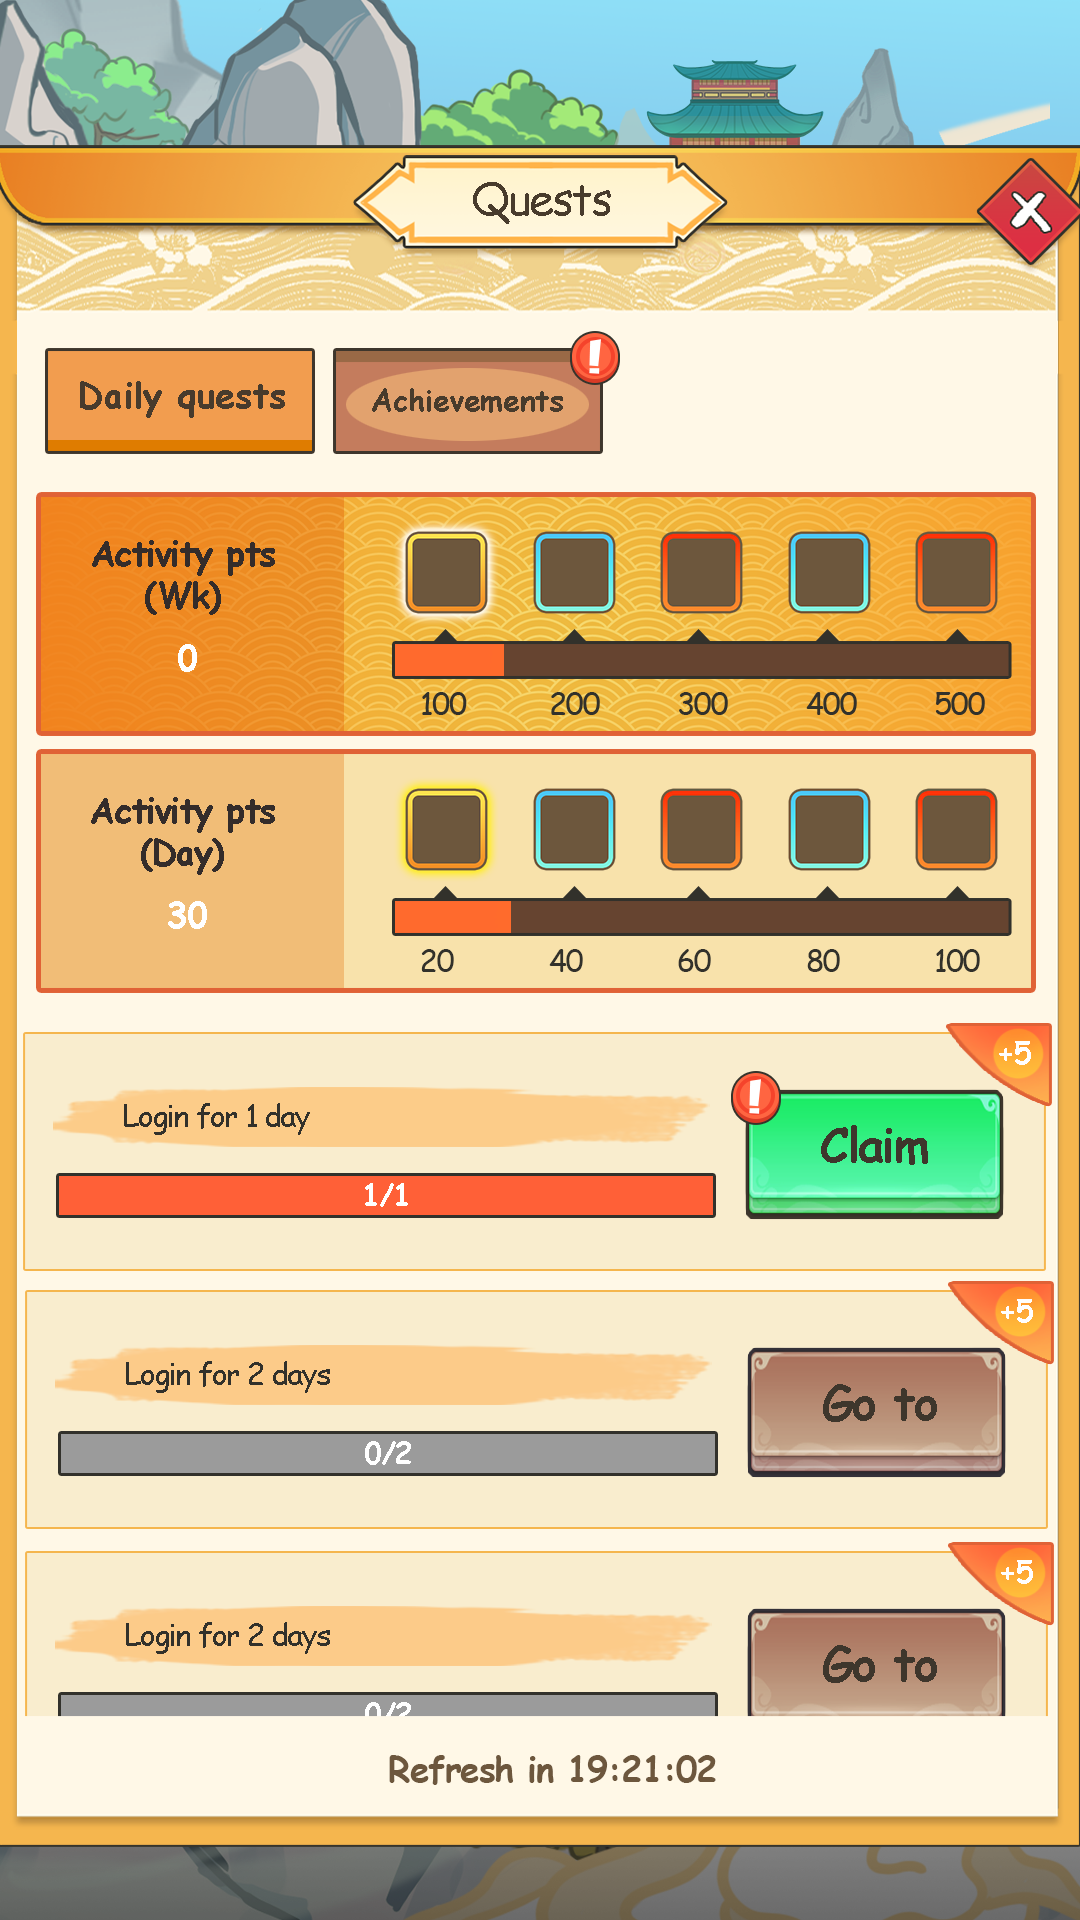 Quests
Daily quests
Achievements
Activity pts
(Wk)
0
100 200 300 400 500
Activity pts
(Day)
30
20 40 60 80 100
+5
Login for 1 day
Claim
1/1
+5
Login for 2 days
Go to
0/2
+5
Login for 2 days
Go to
0/2
Refresh in 19:21:02